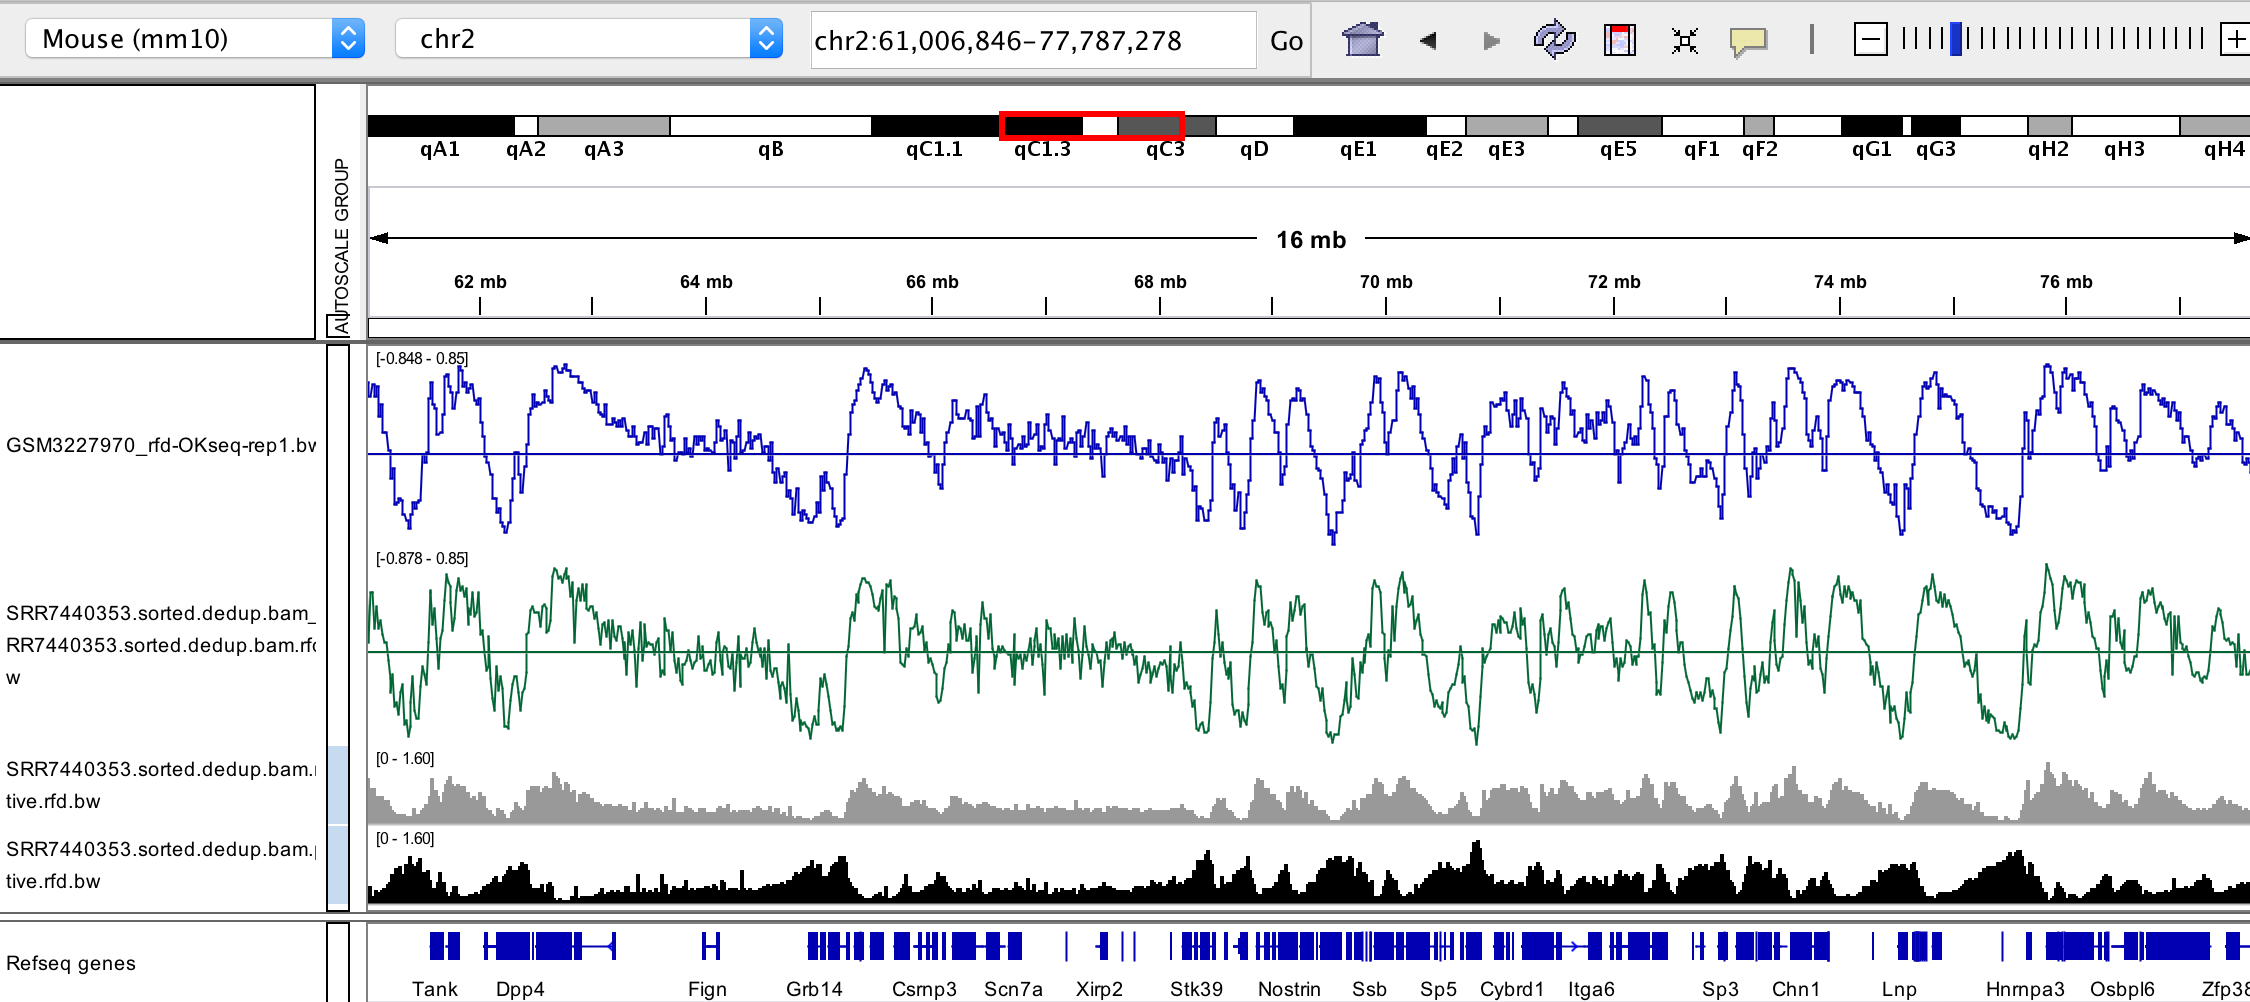 Mouse (mm10) chr2 chr2:61,006,846-77,787,278 Go
qA1 qA2 qA3 qB qC1.1 qC1.3 qC3 qD qE1 qE2 qE3 qE5 qF1 qF2 qG1 qG3 qH2 qH3 qH4
AUTOSCALE GROUP
16 mb
62 mb 64 mb 66 mb 68 mb 70 mb 72 mb 74 mb 76 mb
[-0.848 - 0.85]
GSM3227970_rfd-OKseq-rep1.bw
[-0.878 - 0.85]
SRR7440353.sorted.dedup.bam_
RR7440353.sorted.dedup.bam.rfd
w
[0 - 1.60]
SRR7440353.sorted.dedup.bam.
tive.rfd.bw
[0 - 1.60]
SRR7440353.sorted.dedup.bam.p
tive.rfd.bw
Refseq genes
Tank Dpp4 Fign Grb14 Csrnp3 Scn7a Xirp2 Stk39 Nostrin Ssb Sp5 Cybrd1 Itga6 Sp3 Chn1 Lnp Hnrnpa3 Osbpl6 Zfp38